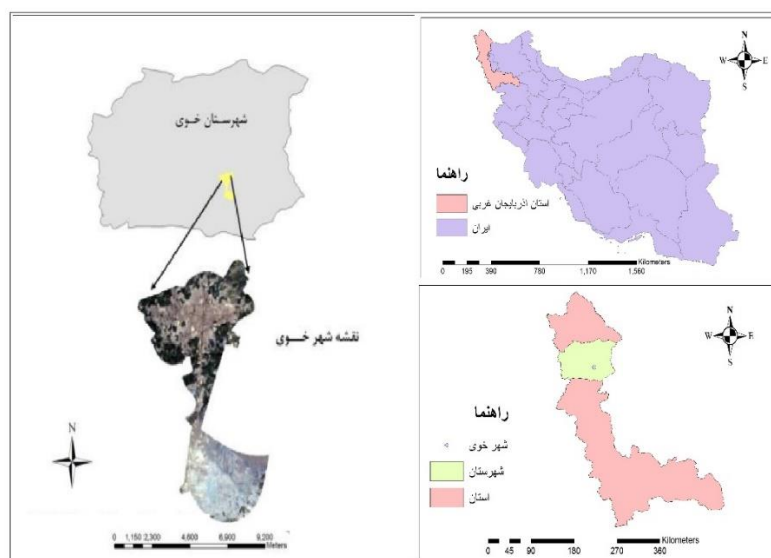 شهرستان خوی
نقشه شهر خوی
N
0 1,150 2,300 4,600 6,900 9,200
Meters
N
W E
S
راهنما
استان آذربایجان غربی
ایران
Kilometers
0 195 390 780 1,170 1,560
N
W E
S
راهنما
شهر خوی
شهرستان
استان
Kilometers
0 45 90 180 270 360